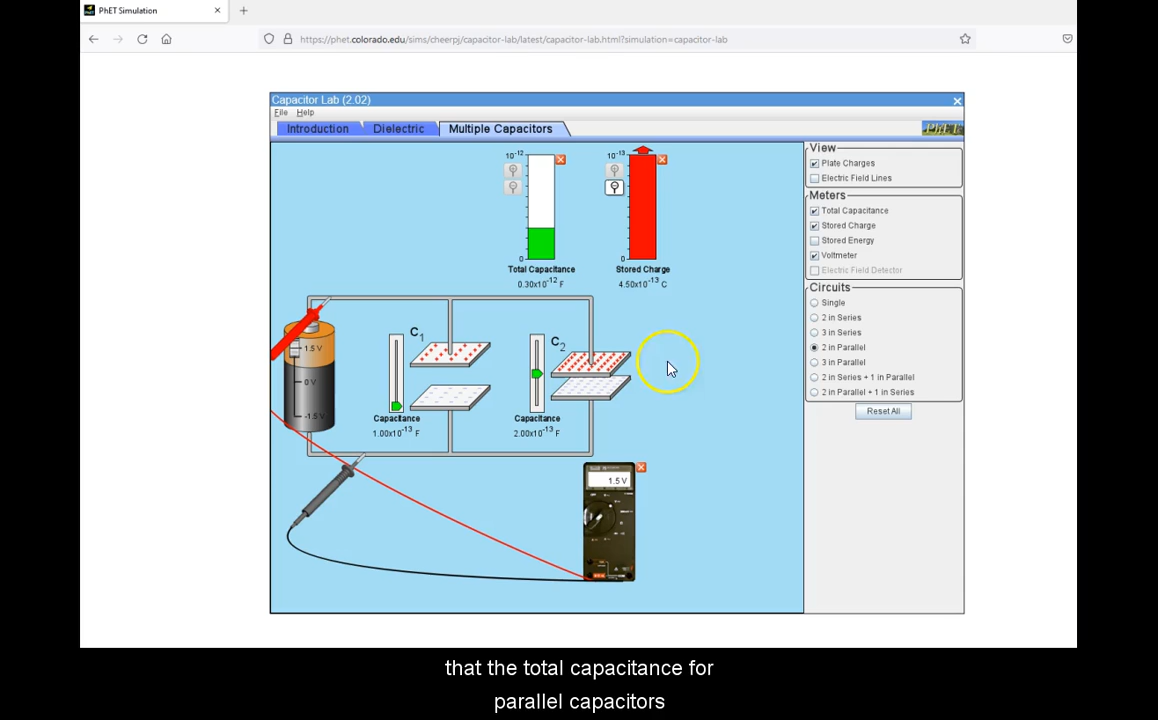 PhET Simulation
https://phet.colorado.edu/sims/cheerpj/capacitor-lab/latest/capacitor-lab.html?simulation=capacitor-lab
Capacitor Lab (2.02)
File Help
Introduction Dielectric Multiple Capacitors PhET
10-12
0
Total Capacitance
0.30x10-12 F
10-13
0
Stored Charge
4.50x10-13 C
1.5 V
0 V
-1.5 V
C1
Capacitance
1.00x10-13 F
C2
Capacitance
2.00x10-13 F
1.5 V
View
Plate Charges
Electric Field Lines
Meters
Total Capacitance
Stored Charge
Stored Energy
Voltmeter
Electric Field Detector
Circuits
Single
2 in Series
3 in Series
2 in Parallel
3 in Parallel
2 in Series + 1 in Parallel
2 in Parallel + 1 in Series
Reset All
that the total capacitance for
parallel capacitors